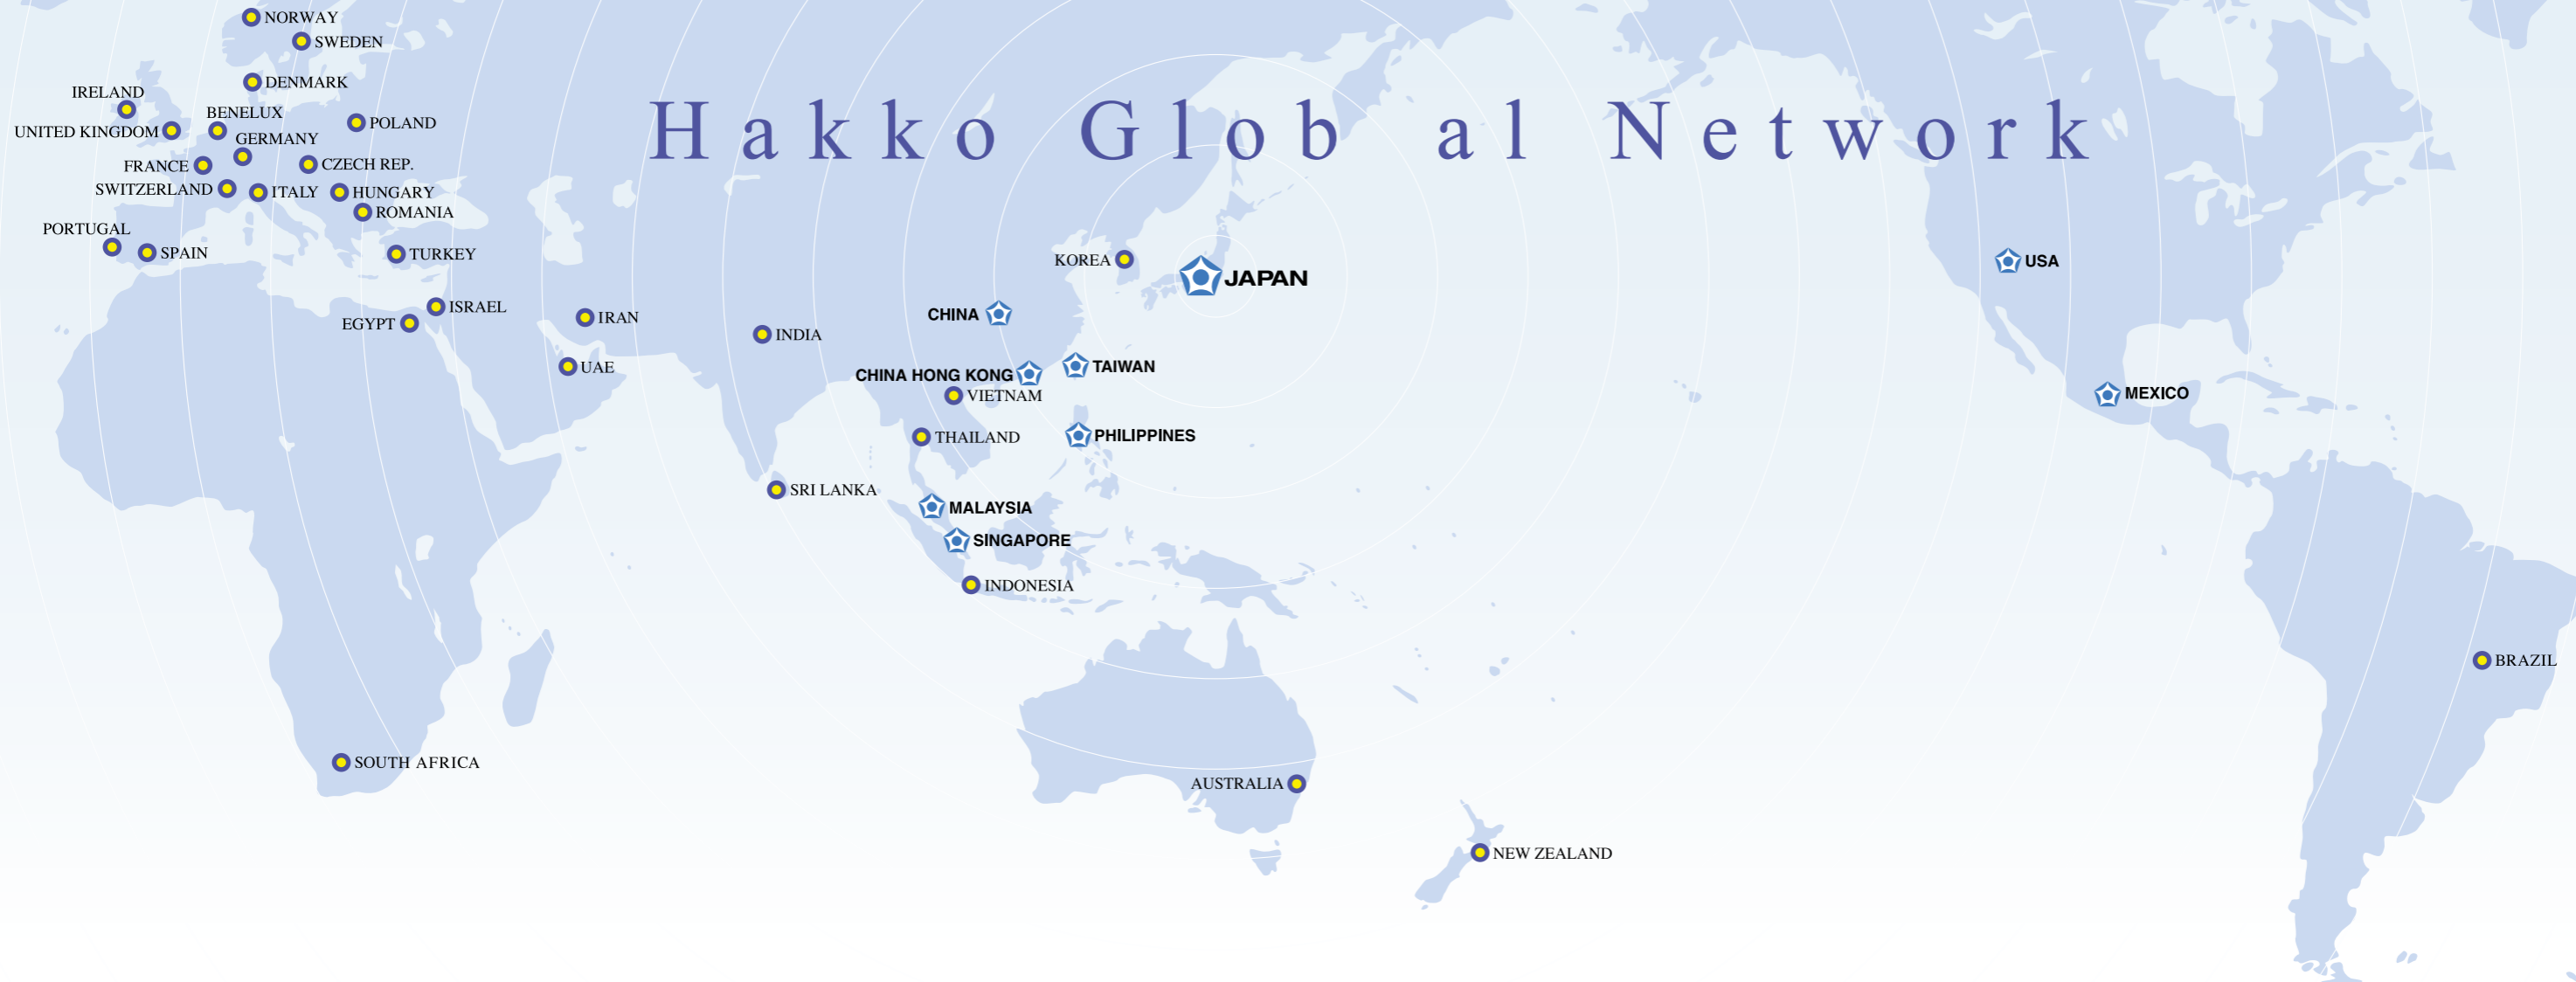 Hakko Global Network
NORWAY
SWEDEN
DENMARK
IRELAND
BENELUX
POLAND
UNITED KINGDOM
GERMANY
FRANCE
CZECH REP.
SWITZERLAND
ITALY
HUNGARY
ROMANIA
PORTUGAL
SPAIN
TURKEY
ISRAEL
EGYPT
IRAN
UAE
INDIA
SRI LANKA
SOUTH AFRICA
KOREA
JAPAN
CHINA
CHINA HONG KONG
TAIWAN
VIETNAM
THAILAND
PHILIPPINES
MALAYSIA
SINGAPORE
INDONESIA
AUSTRALIA
NEW ZEALAND
USA
MEXICO
BRAZIL